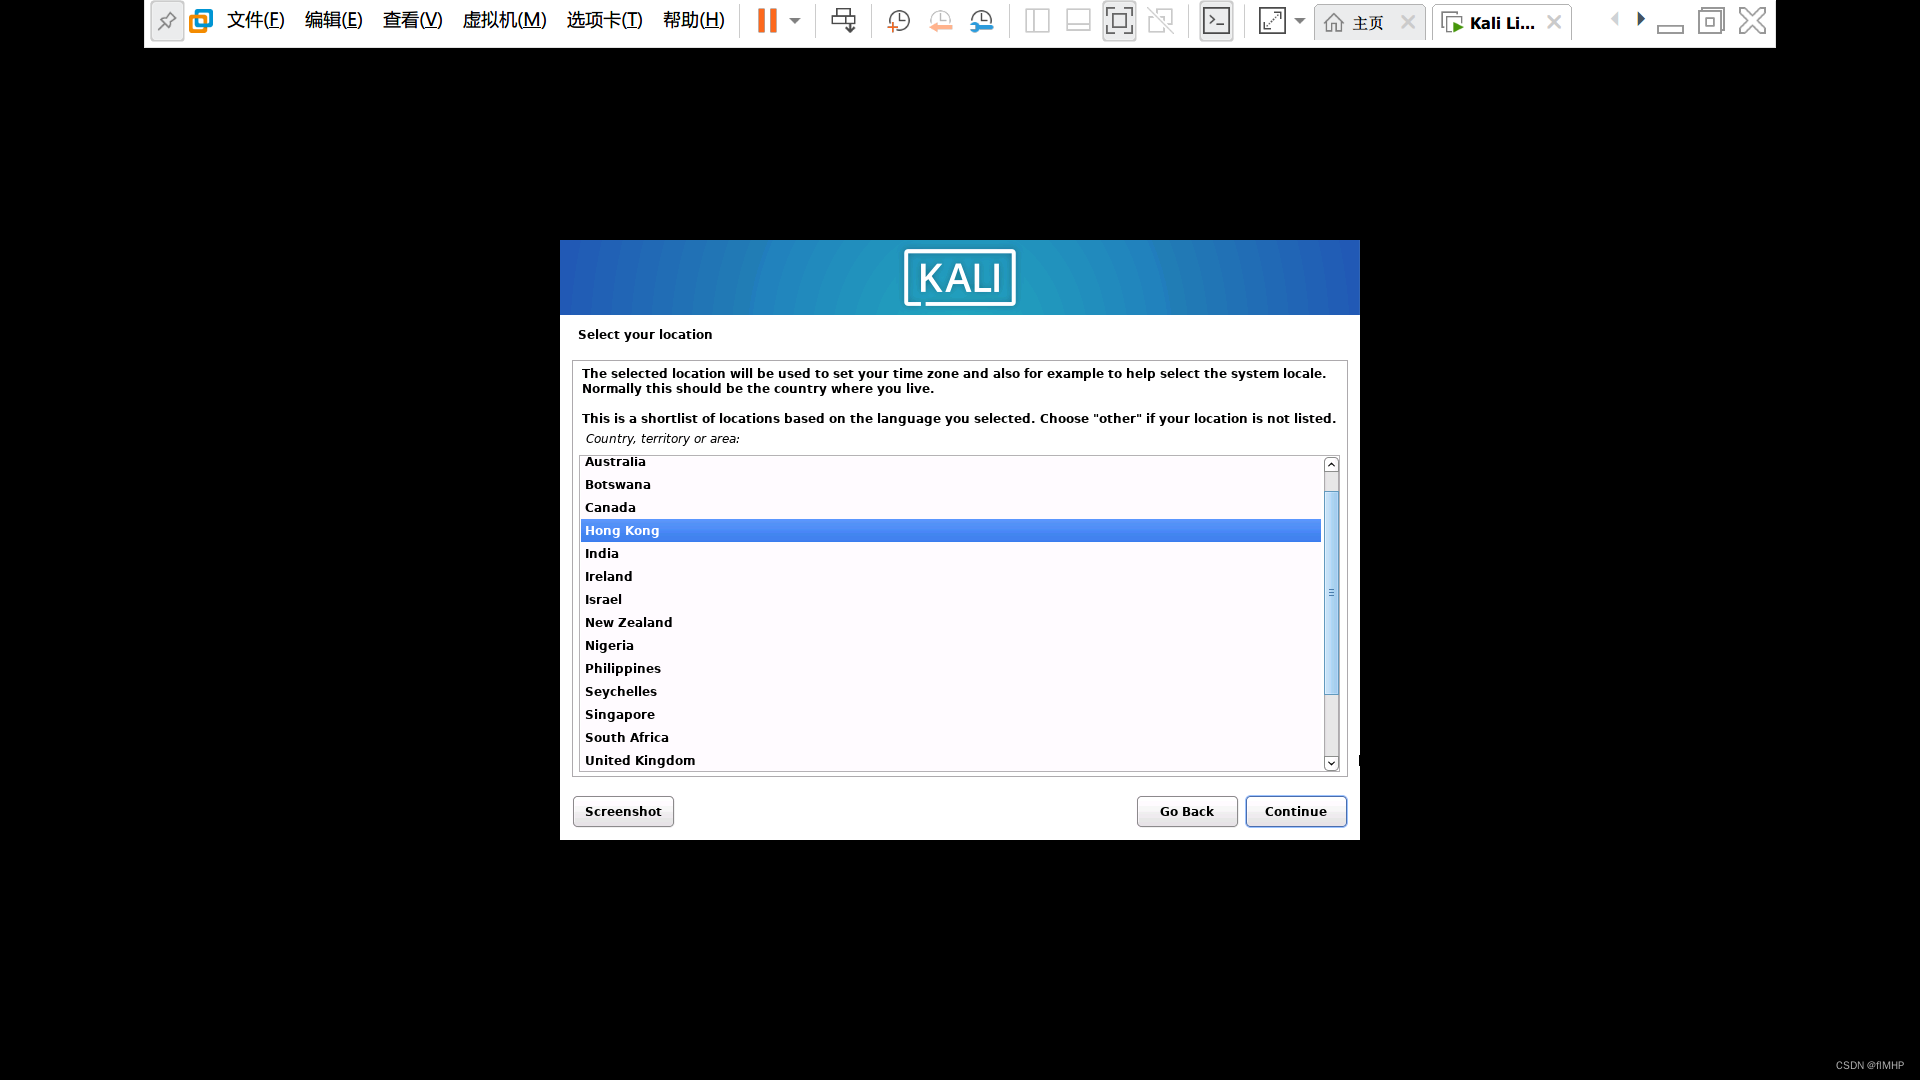 文件(F) 编辑(E) 查看(V) 虚拟机(M) 选项卡(T) 帮助(H) 主页 Kali Li...
KALI
Select your location
The selected location will be used to set your time zone and also for example to help select the system locale.
Normally this should be the country where you live.
This is a shortlist of locations based on the language you selected. Choose "other" if your location is not listed.
Country, territory or area:
Australia
Botswana
Canada
Hong Kong
India
Ireland
Israel
New Zealand
Nigeria
Philippines
Seychelles
Singapore
South Africa
United Kingdom
Screenshot Go Back Continue
CSDN @flMHP